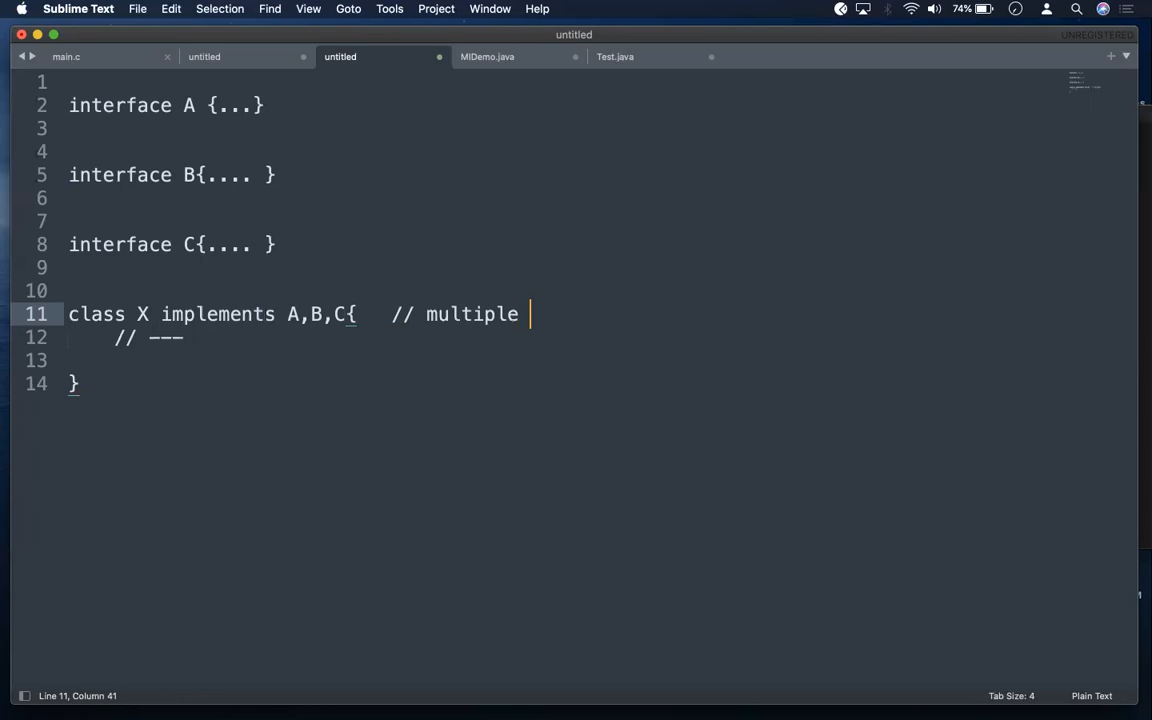 Sublime Text File Edit Selection Find View Goto Tools Project Window Help 74%
untitled UNREGISTERED
main.c untitled untitled MIDemo.java Test.java
1
2 interface A {...}
3
4
5 interface B{.... }
6
7
8 interface C{.... }
9
10
11 class X implements A,B,C{ // multiple
12 // ---
13
14 }
Line 11, Column 41 Tab Size: 4 Plain Text